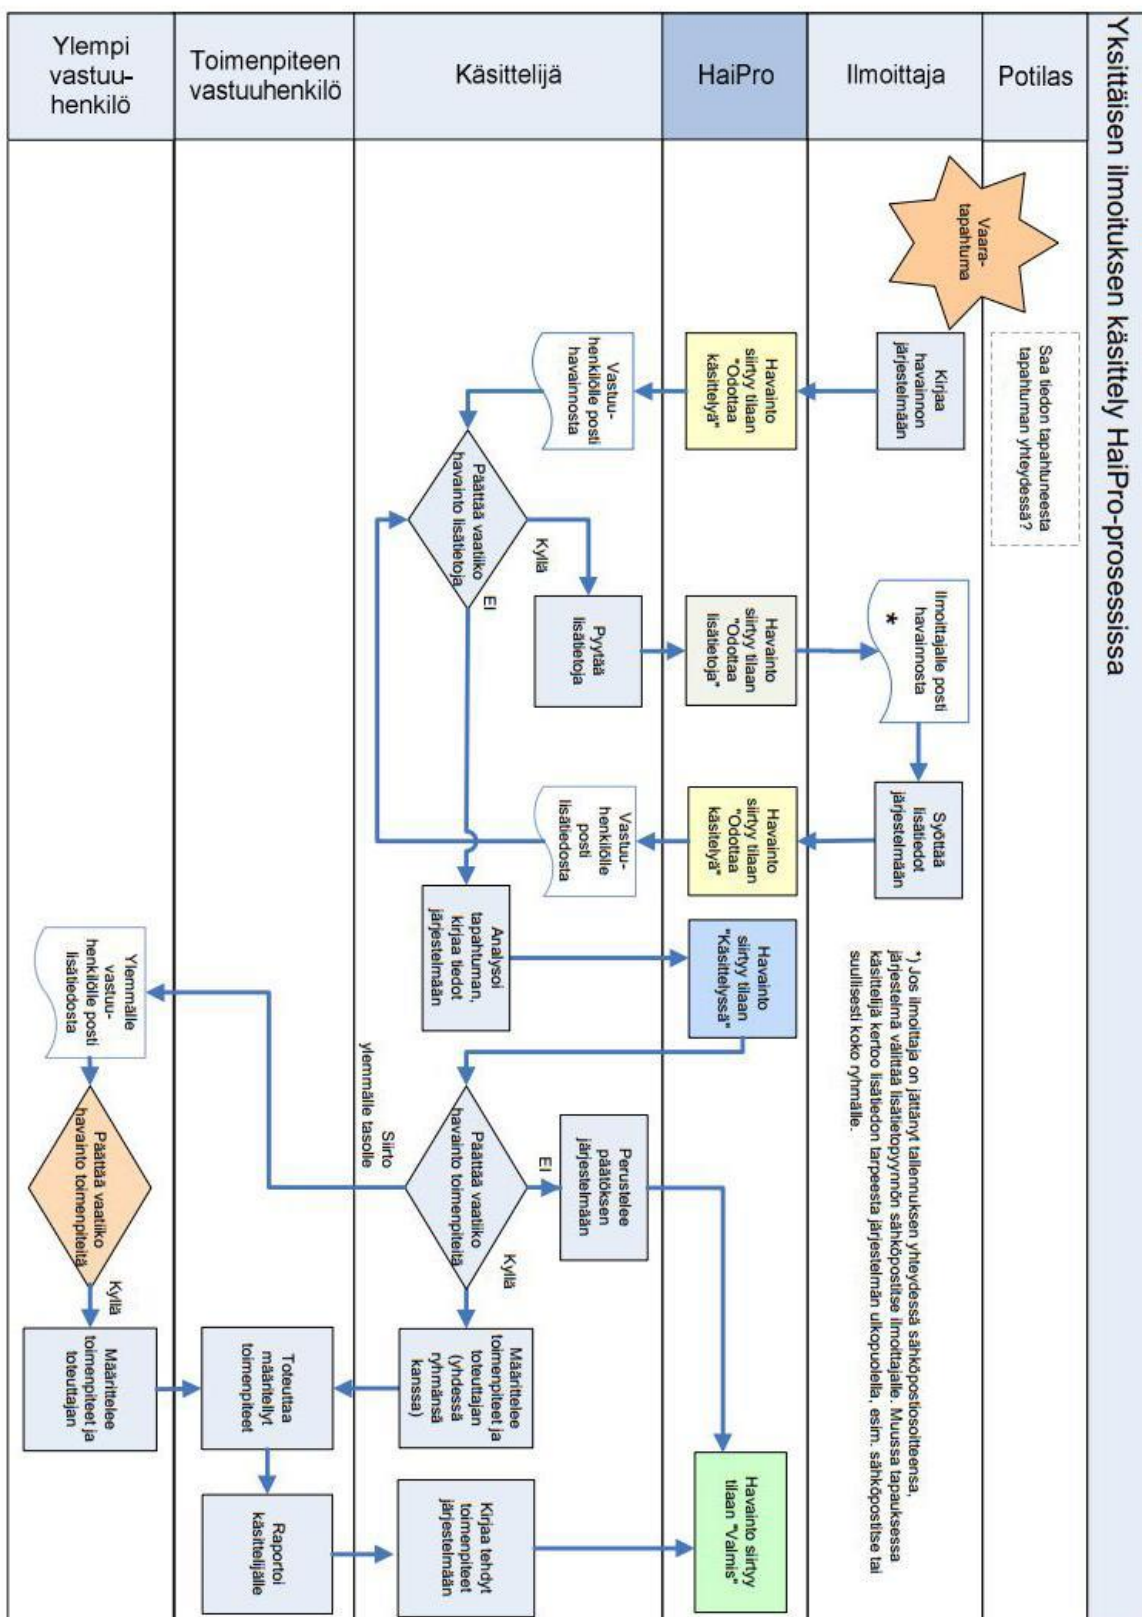 Yksittäisen ilmoituksen käsittely HaiPro-prosessissa
Potilas
Saa tiedon tapahtuneesta
tapahtuman yhteydessä?
Ilmoittaja
Vaara-
tapahtuma
Kirjaa
havainnon
järjestelmään
Ilmoittajalle posti
havainnosta
*
Syöttää
lisätiedot
järjestelmään
*) Jos ilmoittaja on jättänyt tallennuksen yhteydessä sähköpostiosoitteensa,
järjestelmä välittää lisätietopyynnön sähköpostitse ilmoittajalle. Muussa tapauksessa
käsittelijä kertoo lisätiedon tarpeesta järjestelmän ulkopuolella, esim. sähköpostitse tai
suullisesti koko ryhmälle.
HaiPro
Havainto
siirtyy tilaan
"Odottaa
käsittelyä"
Havainto
siirtyy tilaan
"Odottaa
lisätietoja"
Havainto
siirtyy tilaan
"Odottaa
käsitelyä"
Havainto
siirtyy tilaan
"Käsittelyssä"
Havainto siirtyy
tilaan "Valmis"
Käsittelijä
Vastuu-
henkilölle posti
havainnosta
Päättää vaatiiko
havainto lisätietoja
Kyllä
EI
Pyytää
lisätietoja
Vastuu-
henkilölle
posti
lisätiedosta
Analysoi
tapahtuman,
kirjaa tiedot
järjestelmään
Päättää vaatiiko
havainto toimenpiteitä
EI
Kyllä
Siirto
ylemmälle tasolle
Perustelee
päätöksen
järjestelmään
Määrittelee
toimenpiteet ja
toteuttajan
(yhdessä
ryhmänsä
kanssa)
Kirjaa tehdyt
toimenpiteet
järjestelmään
Toimenpiteen
vastuuhenkilö
Toteuttaa
määritellyt
toimenpiteet
Raportoi
käsittelijälle
Ylempi
vastuu-
henkilö
Ylemmälle
vastuu-
henkilölle posti
lisätiedosta
Päättää vaatiiko
havainto toimenpiteitä
Kyllä
Määrittelee
toimenpiteet ja
toteuttajan